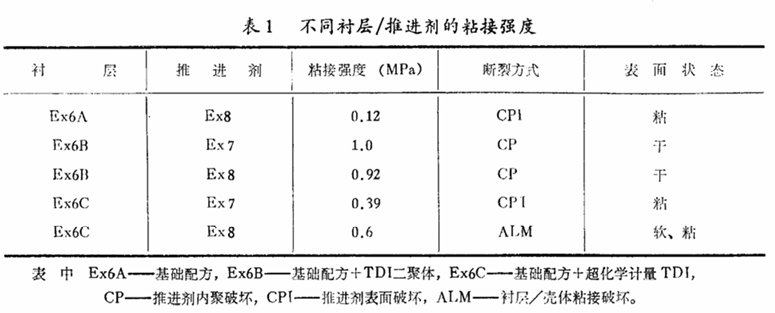 表1 不同衬层/推进剂的粘接强度
衬 层 推 进 剂 粘接强度 (MPa) 断裂方式 表 面 状 态
Ex6A Ex8 0.12 CPI 粘
Ex6B Ex7 1.0 CP 干
Ex6B Ex8 0.92 CP 干
Ex6C Ex7 0.39 CPI 粘
Ex6C Ex8 0.6 ALM 软、粘
表 中 Ex6A——基础配方，Ex6B——基础配方+TDI二聚体，Ex6C——基础配方+超化学计量TDI，
CP——推进剂内聚破坏，CPI——推进剂表面破坏，ALM——衬层/壳体粘接破坏。